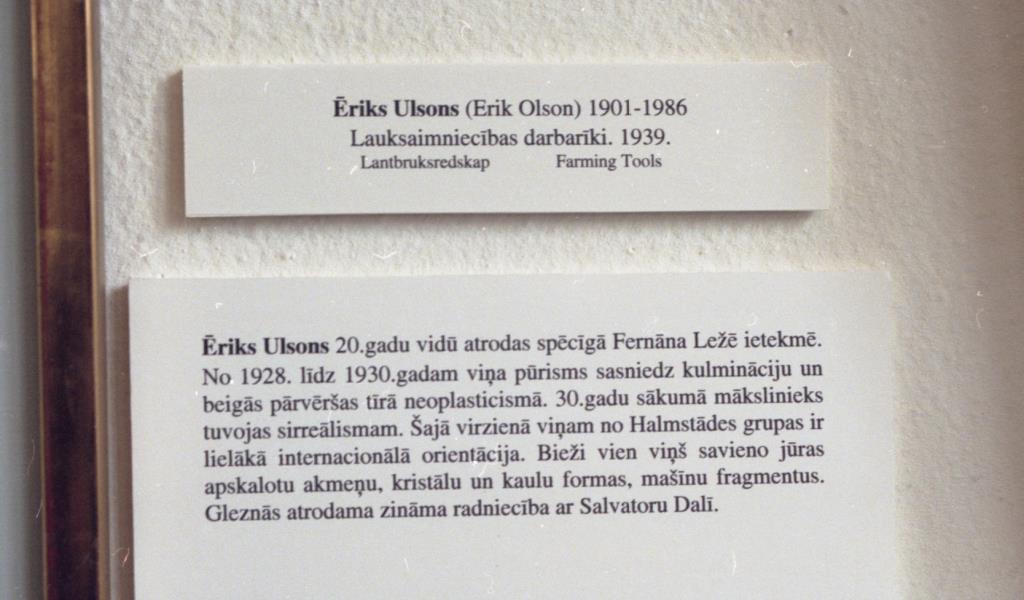 Ēriks Ulsons (Erik Olson) 1901-1986
Lauksaimniecības darbarīki. 1939.
Lantbruksredskap Farming Tools
Ēriks Ulsons 20.gadu vidū atrodas spēcīgā Fernāna Ležē ietekmē.
No 1928. līdz 1930.gadam viņa pūrisms sasniedz kulmināciju un
beigās pārvēršas tīrā neoplasticismā. 30.gadu sākumā mākslinieks
tuvojas sirreālismam. Šajā virzienā viņam no Halmstādes grupas ir
lielākā internacionālā orientācija. Bieži vien viņš savieno jūras
apskalotu akmeņu, kristālu un kaulu formas, mašīnu fragmentus.
Gleznās atrodama zināma radniecība ar Salvatoru Dalī.